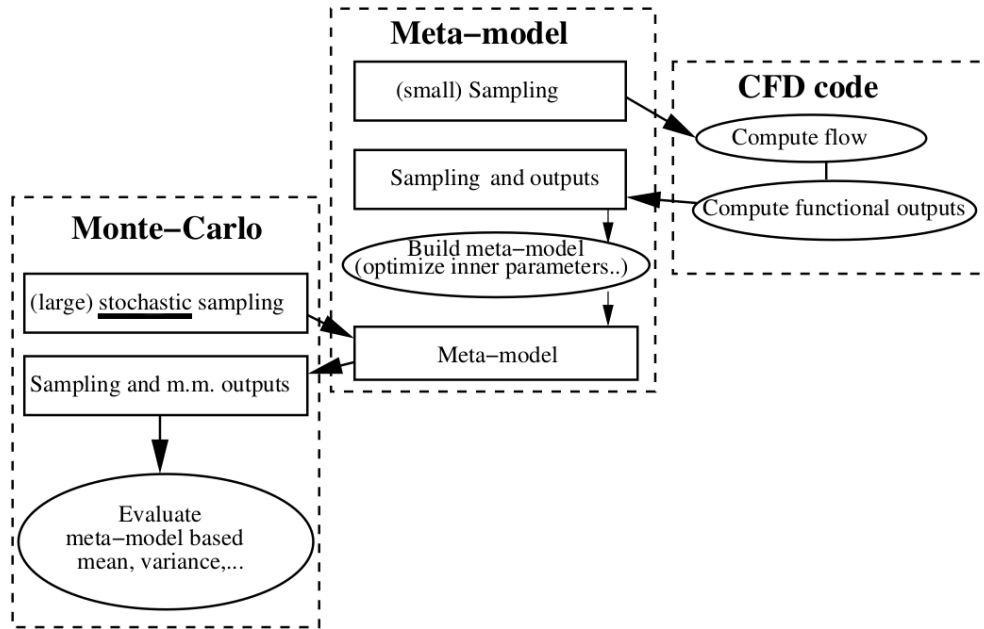 Meta−model
(small) Sampling
Sampling and outputs
Build meta−model
(optimize inner parameters..)
Meta−model
CFD code
Compute flow
Compute functional outputs
Monte−Carlo
(large) stochastic sampling
Sampling and m.m. outputs
Evaluate
meta−model based
mean, variance,...